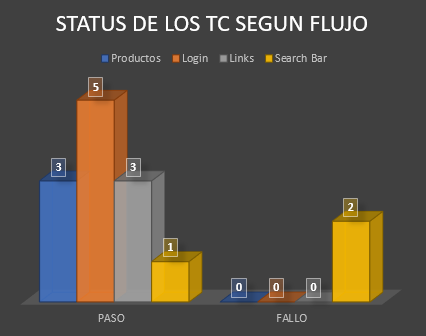 STATUS DE LOS TC SEGUN FLUJO
Productos Login Links Search Bar
3 5 3 1 0 0 0 2
PASO FALLO